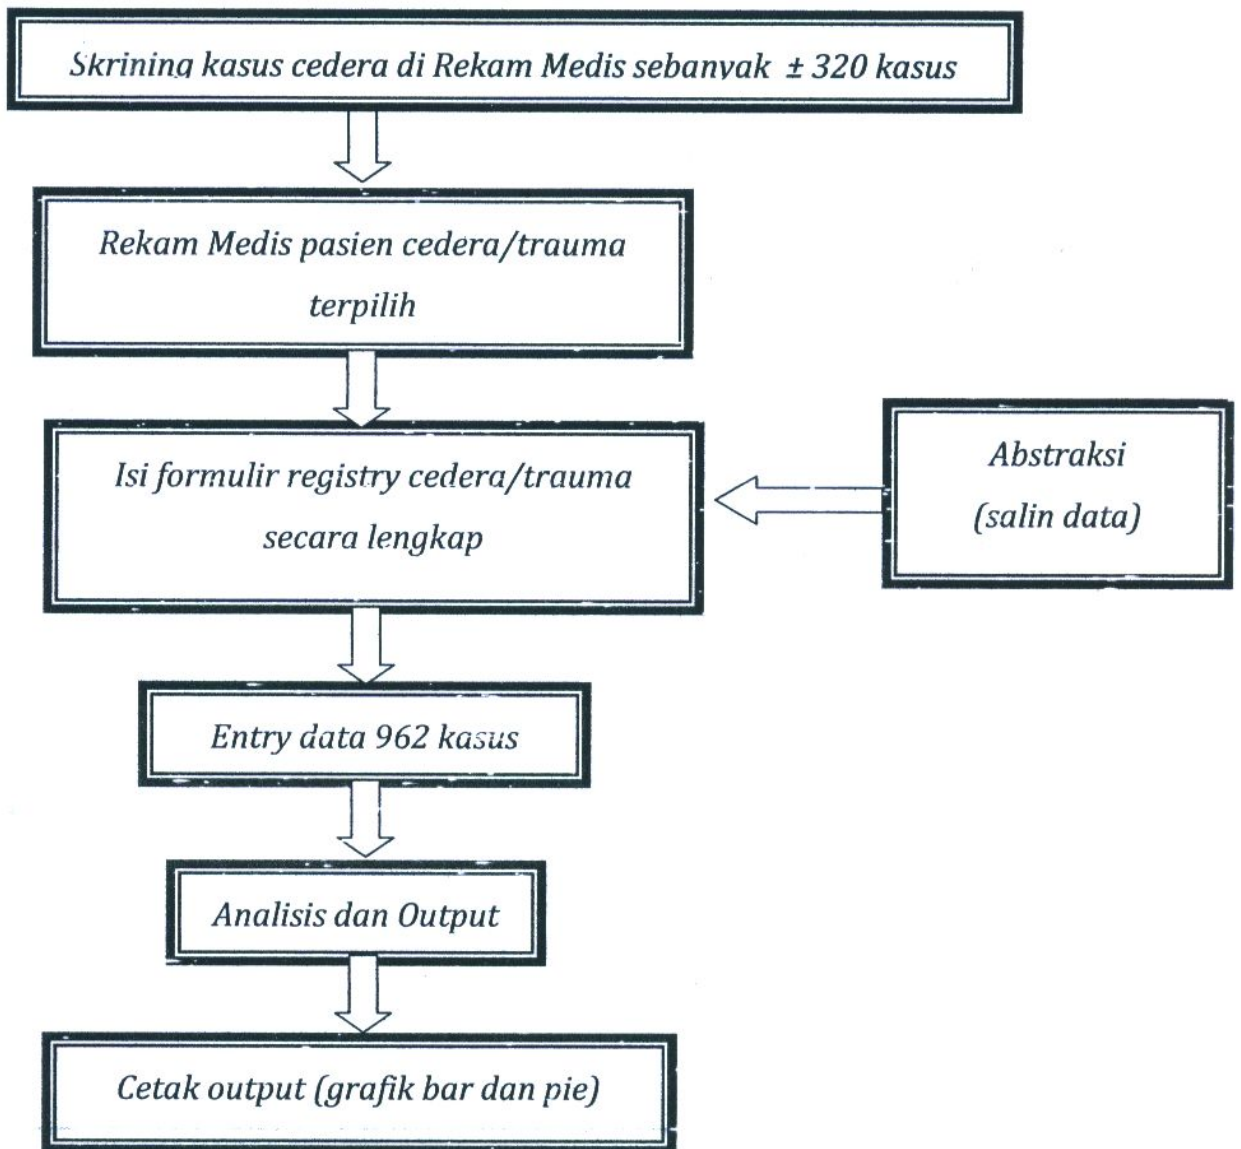 Skrining kasus cedera di Rekam Medis sebanyak ± 320 kasus
Rekam Medis pasien cedera/trauma
terpilih
Isi formulir registry cedera/trauma
secara lengkap
Abstraksi
(salin data)
Entry data 962 kasus
Analisis dan Output
Cetak output (grafik bar dan pie)